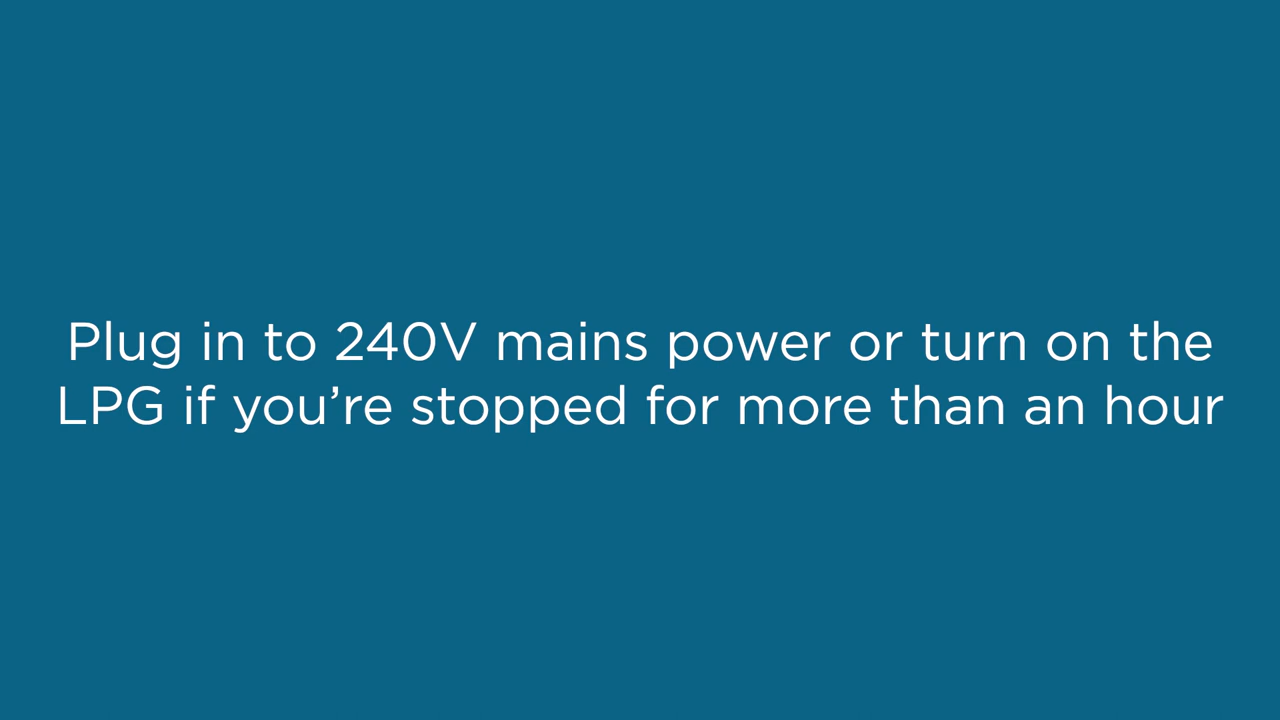 Plug in to 240V mains power or turn on the
LPG if you’re stopped for more than an hour